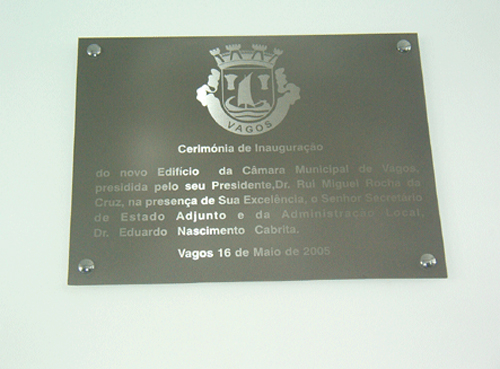 VAGOS
Cerimónia de Inauguração
do novo Edifício da Câmara Municipal de Vagos,
presidida pelo seu Presidente,Dr. Rui Miguel Rocha da
Cruz, na presença de Sua Excelência, o Senhor Secretário
de Estado Adjunto e da Administração Local,
Dr. Eduardo Nascimento Cabrita.
Vagos 16 de Maio de 2005